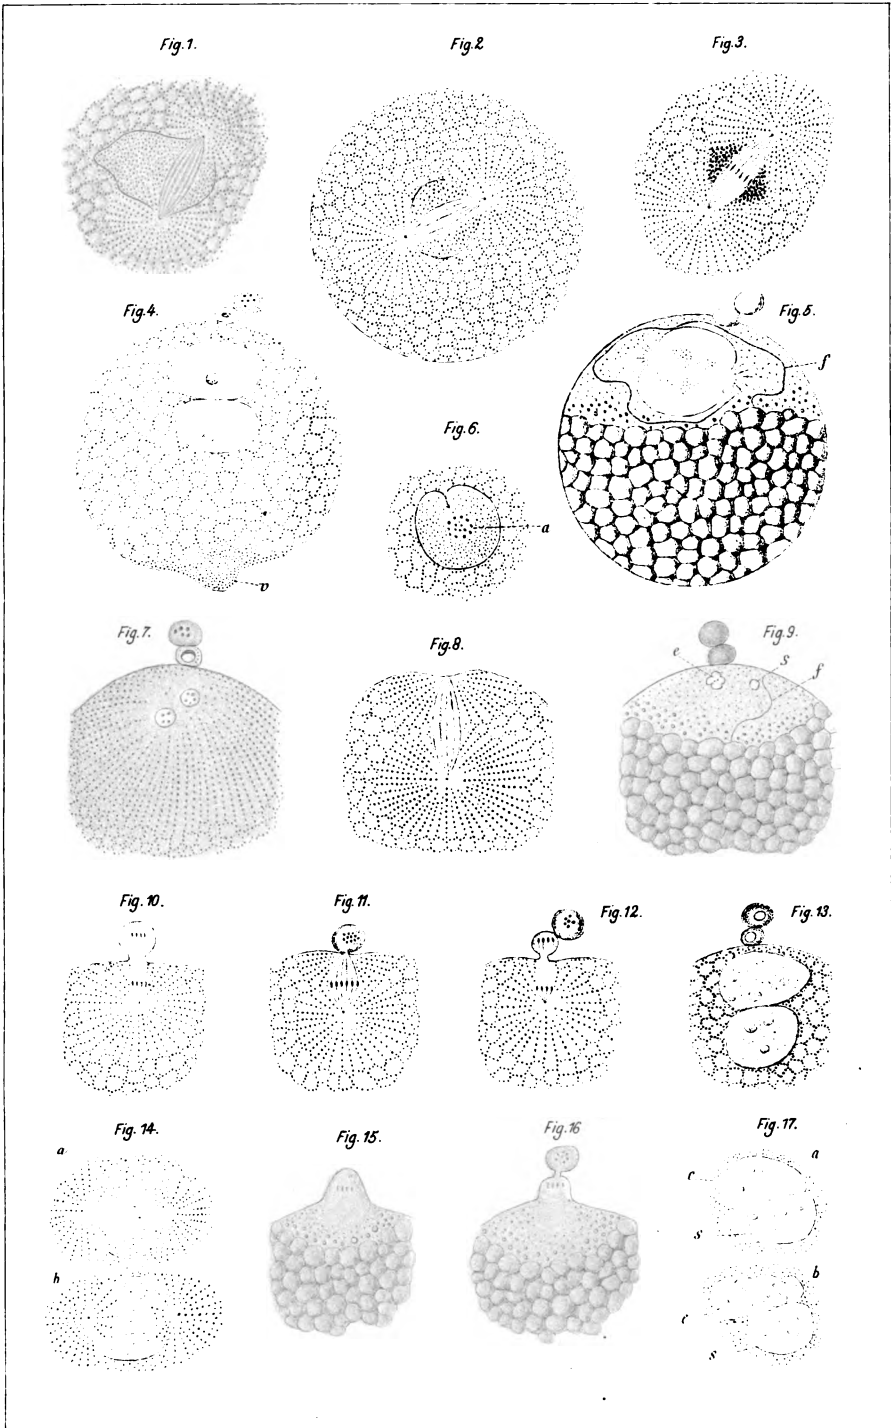 Fig. 1.
Fig. 2
Fig. 3.
Fig. 4.
Fig. 5.
f
Fig. 6.
a
v
Fig. 7.
Fig. 8.
Fig. 9.
e
s
f
Fig. 10.
Fig. 11.
Fig. 12.
Fig. 13.
Fig. 14.
a
Fig. 15.
Fig. 16
Fig. 17.
a
c
s
h
b
c
s